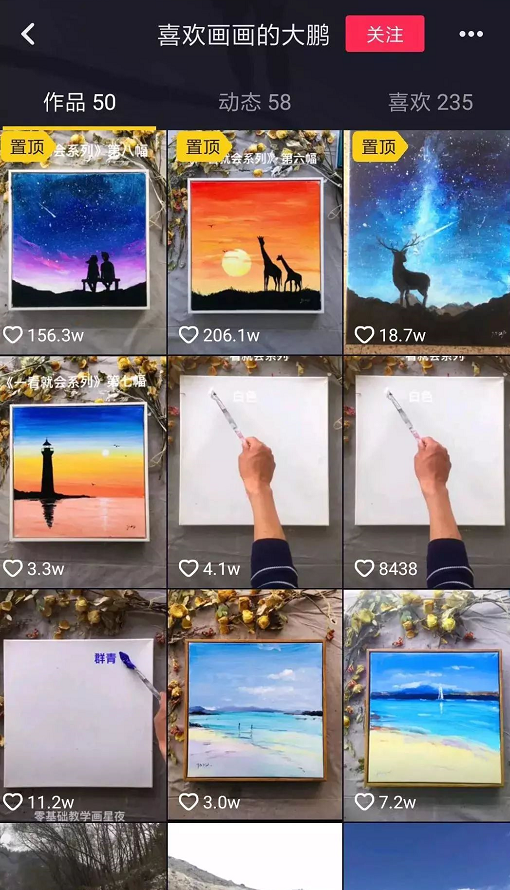 喜欢画画的大鹏
关注
作品 50
动态 58
喜欢 235
置顶
会系列》第八幅
置顶
会系列》第六幅
置顶
156.3w
206.1w
18.7w
《一看就会系列》第七幅
白色
看就会系列》
白色
3.3w
4.1w
8438
群青
11.2w
3.0w
7.2w
零基础教学画星夜